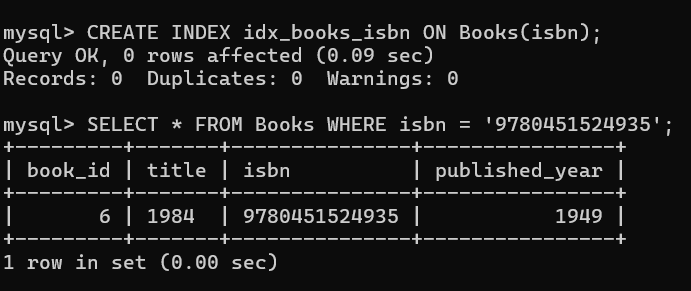 mysql> CREATE INDEX idx_books_isbn ON Books(isbn);
Query OK, 0 rows affected (0.09 sec)
Records: 0  Duplicates: 0  Warnings: 0
mysql> SELECT * FROM Books WHERE isbn = '9780451524935';
+---------+-------+---------------+----------------+
| book_id | title | isbn          | published_year |
+---------+-------+---------------+----------------+
|       6 | 1984  | 9780451524935 |           1949 |
+---------+-------+---------------+----------------+
1 row in set (0.00 sec)